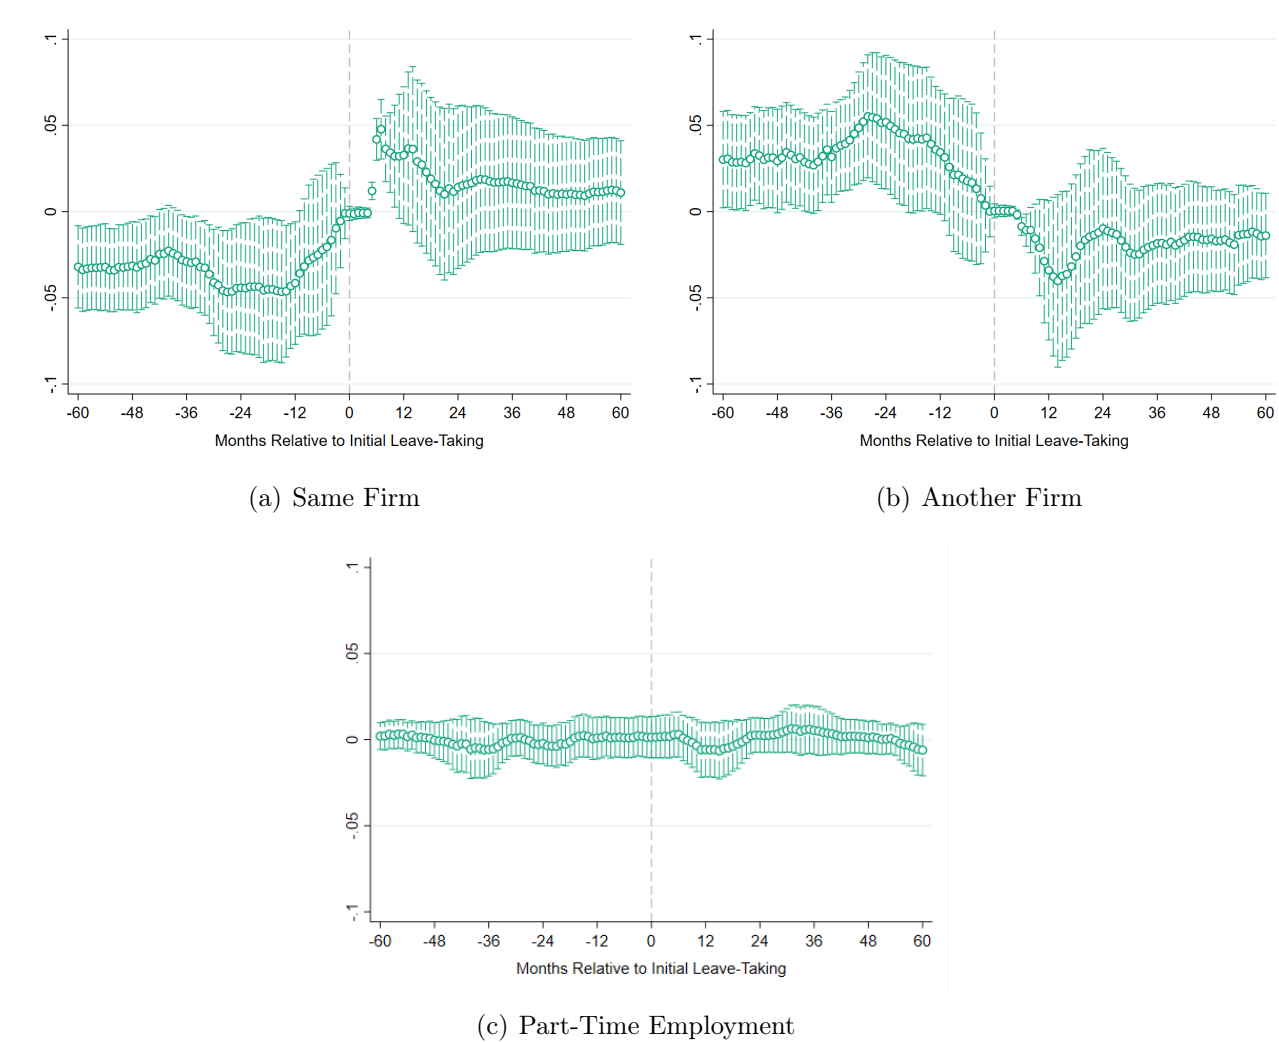 .1
.05
0
-.05
-.1
-60 -48 -36 -24 -12 0 12 24 36 48 60
Months Relative to Initial Leave-Taking
(a) Same Firm
.1
.05
0
-.05
-.1
-60 -48 -36 -24 -12 0 12 24 36 48 60
Months Relative to Initial Leave-Taking
(b) Another Firm
.1
.05
0
-.05
-.1
-60 -48 -36 -24 -12 0 12 24 36 48 60
Months Relative to Initial Leave-Taking
(c) Part-Time Employment